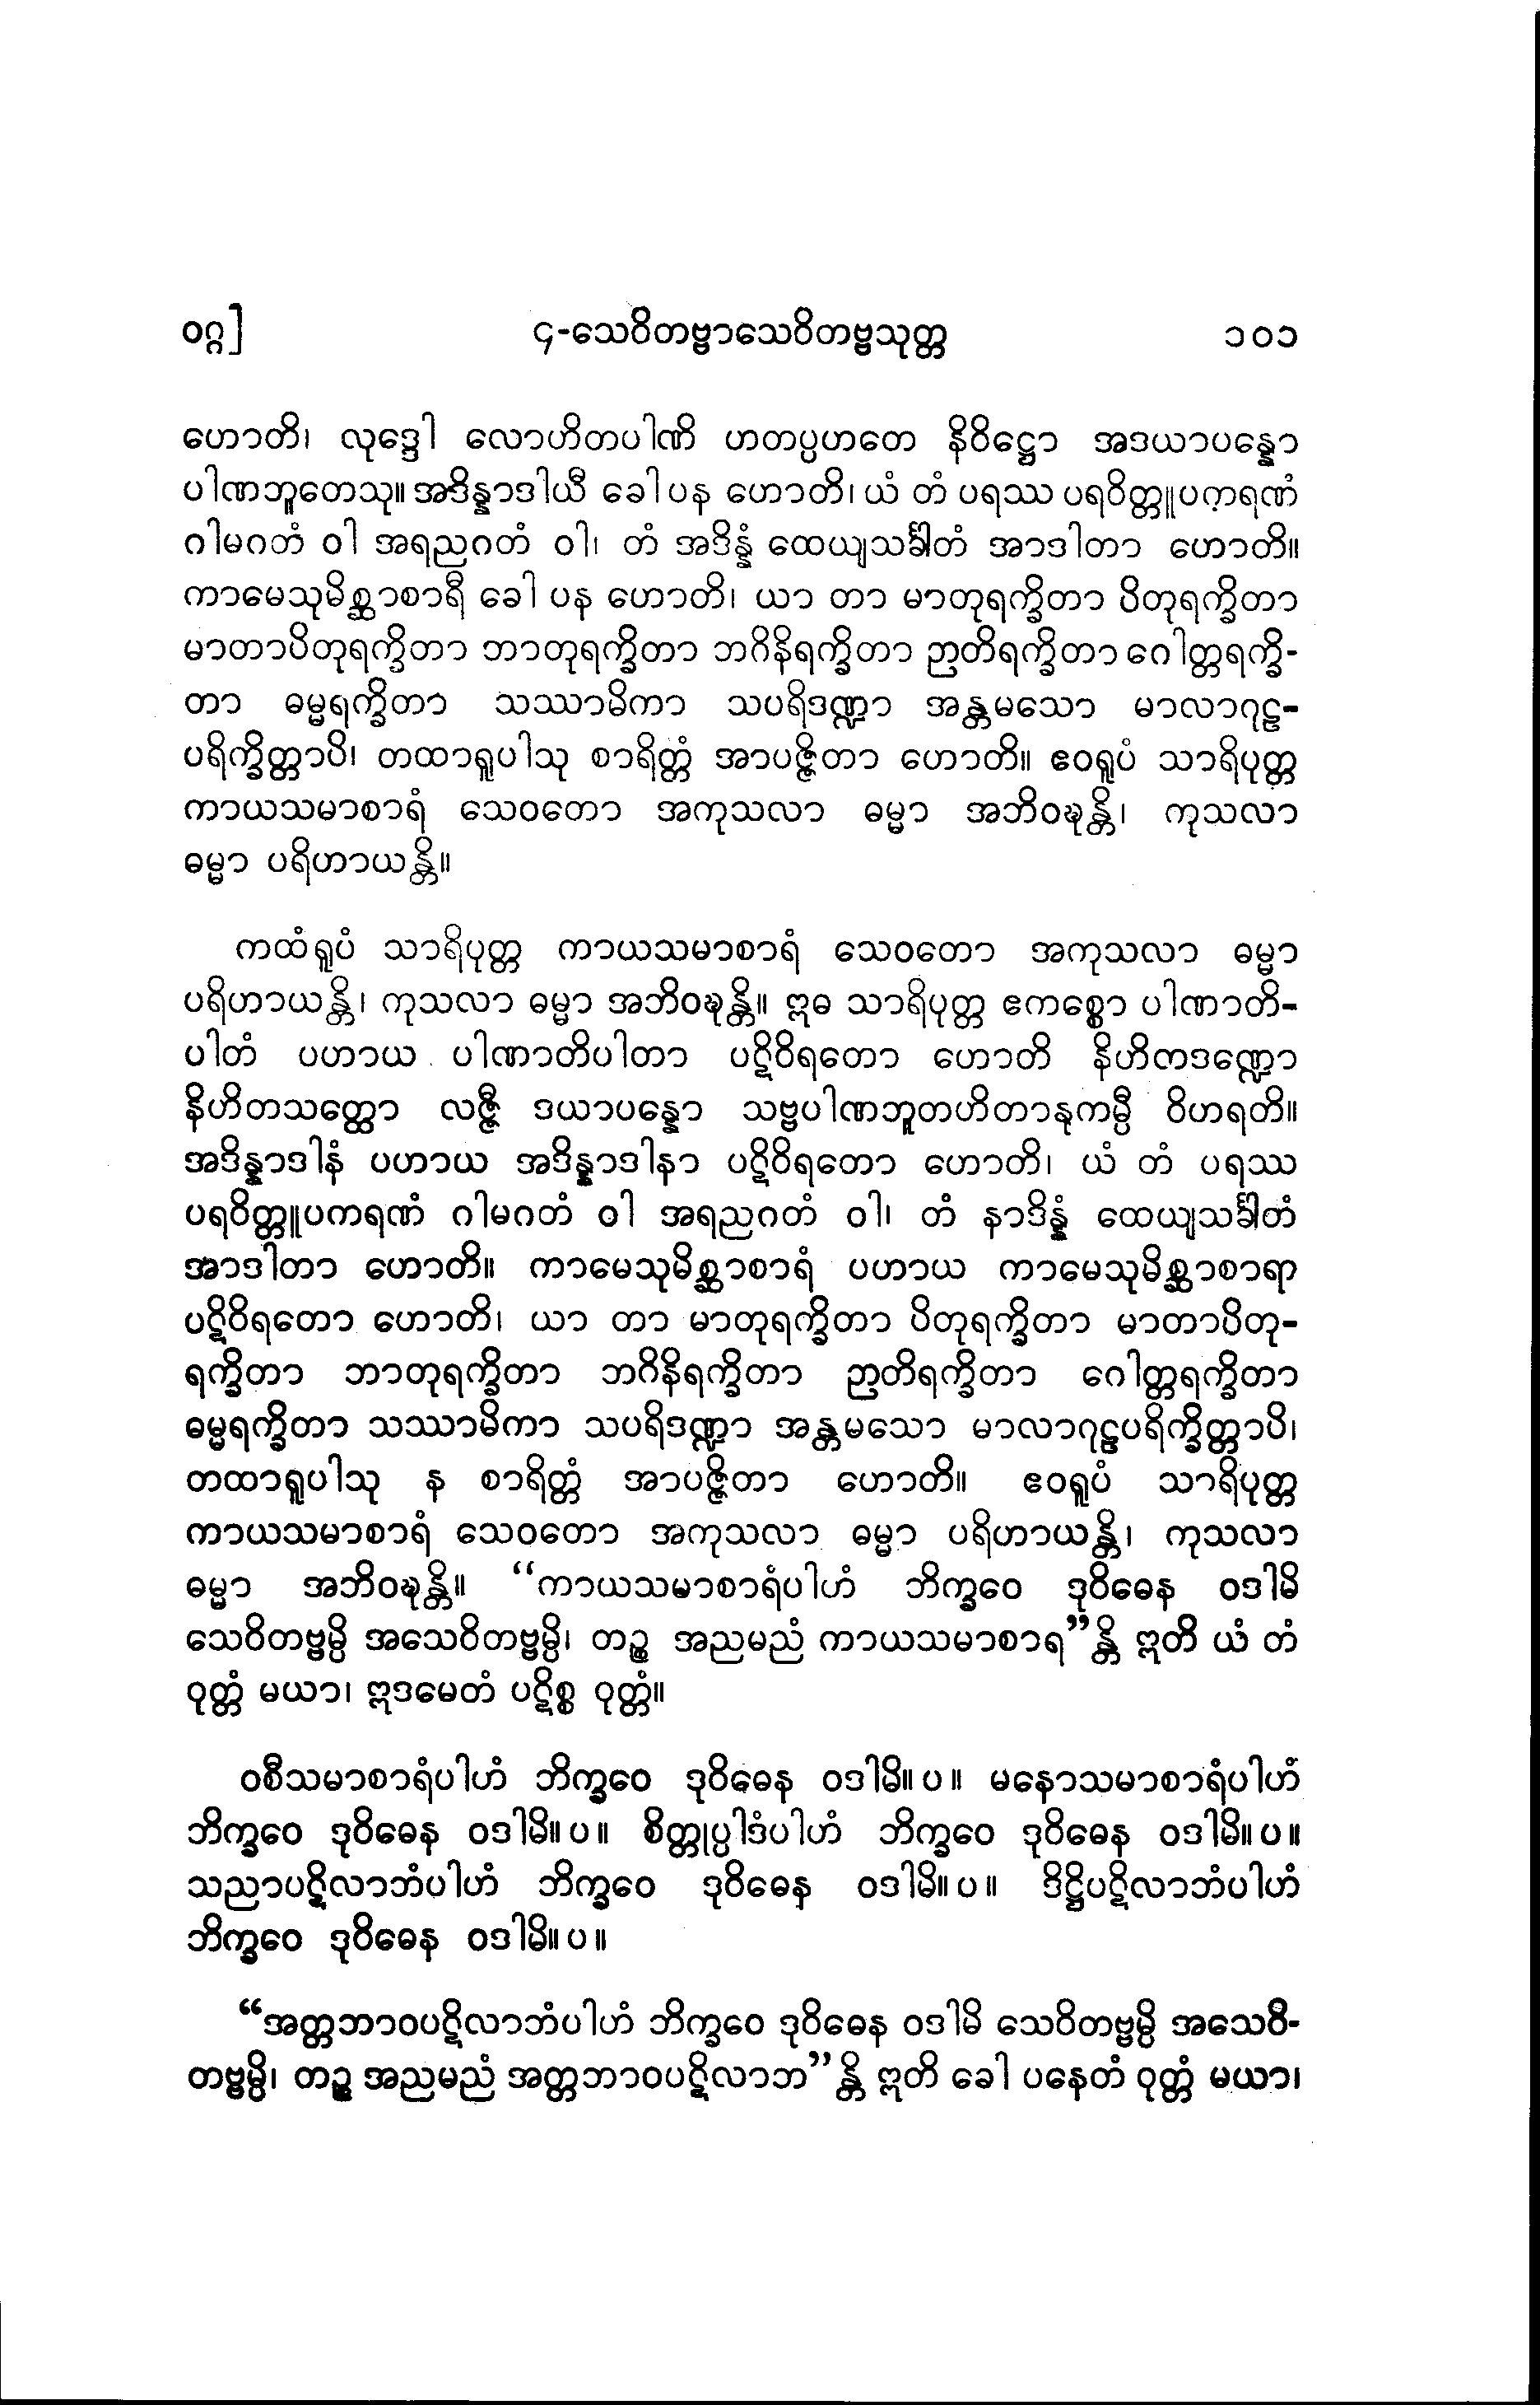 ဝဂ္ဂ]
၄-သေဝိတဗ္ဗာသေဝိတဗ္ဗသုတ္တ
၁၀၁
ဟောတိ၊ လုဒ္ဒေါ လောဟိတပါဏိ ဟတပ္ပဟတေ နိဝိဋ္ဌော အဒယာပန္နော
ပါဏဘူတေသု။ အဒိန္နာဒါယီ ခေါ ပန ဟောတိ၊ ယံ တံ ပရဿ ပရဝိတ္တူပကရဏံ
ဂါမဂတံ ဝါ အရညဂတံ ဝါ၊ တံ အဒိန္နံ ထေယျသင်္ခါတံ အာဒါတာ ဟောတိ။
ကာမေသုမိစ္ဆာစာရီ ခေါ ပန ဟောတိ၊ ယာ တာ မာတုရက္ခိတာ ပိတုရက္ခိတာ
မာတာပိတုရက္ခိတာ ဘာတုရက္ခိတာ ဘဂိနိရက္ခိတာ ဉာတိရက္ခိတာ ဂေါတ္တရက္ခိ-
တာ ဓမ္မရက္ခိတာ သဿာမိကာ သပရိဒဏ္ဍာ အန္တမသော မာလာဂုဠ-
ပရိက္ခိတ္တာပိ၊ တထာရူပါသု စာရိတ္တံ အာပဇ္ဇိတာ ဟောတိ။ ဧဝရူပံ သာရိပုတ္တ
ကာယသမာစာရံ သေဝတော အကုသလာ ဓမ္မာ အဘိဝဍ္ဎန္တိ၊ ကုသလာ
ဓမ္မာ ပရိဟာယန္တိ။
ကထံရူပံ သာရိပုတ္တ ကာယသမာစာရံ သေဝတော အကုသလာ ဓမ္မာ
ပရိဟာယန္တိ၊ ကုသလာ ဓမ္မာ အဘိဝဍ္ဎန္တိ။ ဣဓ သာရိပုတ္တ ဧကစ္စော ပါဏာတိ-
ပါတံ ပဟာယ ပါဏာတိပါတာ ပဋိဝိရတော ဟောတိ နိဟိတဒဏ္ဍော
နိဟိတသတ္ထော လဇ္ဇီ ဒယာပန္နော သဗ္ဗပါဏဘူတဟိတာနုကမ္ပီ ဝိဟရတိ။
အဒိန္နာဒါနံ ပဟာယ အဒိန္နာဒါနာ ပဋိဝိရတော ဟောတိ၊ ယံ တံ ပရဿ
ပရဝိတ္တူပကရဏံ ဂါမဂတံ ဝါ အရညဂတံ ဝါ၊ တံ နာဒိန္နံ ထေယျသင်္ခါတံ
အာဒါတာ ဟောတိ။ ကာမေသုမိစ္ဆာစာရံ ပဟာယ ကာမေသုမိစ္ဆာစာရာ
ပဋိဝိရတော ဟောတိ၊ ယာ တာ မာတုရက္ခိတာ ပိတုရက္ခိတာ မာတာပိတု-
ရက္ခိတာ ဘာတုရက္ခိတာ ဘဂိနိရက္ခိတာ ဉာတိရက္ခိတာ ဂေါတ္တရက္ခိတာ
ဓမ္မရက္ခိတာ သဿာမိကာ သပရိဒဏ္ဍာ အန္တမသော မာလာဂုဠပရိက္ခိတ္တာပိ၊
တထာရူပါသု န စာရိတ္တံ အာပဇ္ဇိတာ ဟောတိ။ ဧဝရူပံ သာရိပုတ္တ
ကာယသမာစာရံ သေဝတော အကုသလာ ဓမ္မာ ပရိဟာယန္တိ၊ ကုသလာ
ဓမ္မာ အဘိဝဍ္ဎန္တိ။ “ကာယသမာစာရံပါဟံ ဘိက္ခဝေ ဒုဝိဓေန ဝဒါမိ
သေဝိတဗ္ဗမ္ပိ အသေဝိတဗ္ဗမ္ပိ၊ တဉ္စ အညမညံ ကာယသမာစာရ”န္တိ ဣတိ ယံ တံ
ဝုတ္တံ မယာ၊ ဣဒမေတံ ပဋိစ္စ ဝုတ္တံ။
ဝစီသမာစာရံပါဟံ ဘိက္ခဝေ ဒုဝိဓေန ဝဒါမိ။ပ။ မနောသမာစာရံပါဟံ
ဘိက္ခဝေ ဒုဝိဓေန ဝဒါမိ။ပ။ စိတ္တုပ္ပါဒံပါဟံ ဘိက္ခဝေ ဒုဝိဓေန ဝဒါမိ။ပ။
သညာပဋိလာဘံပါဟံ ဘိက္ခဝေ ဒုဝိဓေန ဝဒါမိ။ပ။ ဒိဋ္ဌိပဋိလာဘံပါဟံ
ဘိက္ခဝေ ဒုဝိဓေန ဝဒါမိ။ပ။
“အတ္တဘာဝပဋိလာဘံပါဟံ ဘိက္ခဝေ ဒုဝိဓေန ဝဒါမိ သေဝိတဗ္ဗမ္ပိ အသေဝိ-
တဗ္ဗမ္ပိ၊ တဉ္စ အညမညံ အတ္တဘာဝပဋိလာဘ”န္တိ ဣတိ ခေါ ပနေတံ ဝုတ္တံ မယာ၊